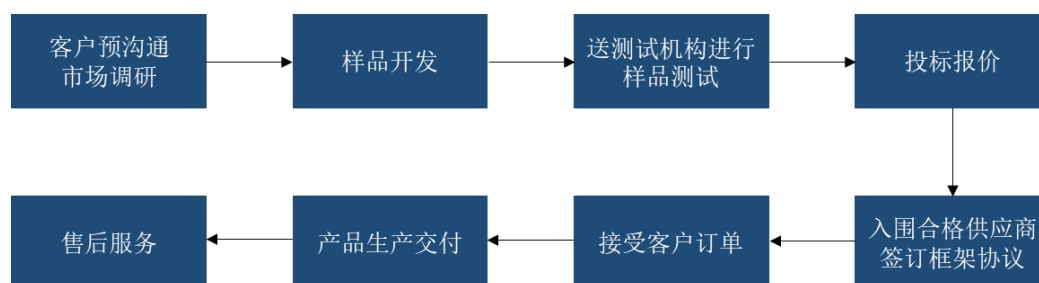 客户预沟通
市场调研
样品开发
送测试机构进行
样品测试
投标报价
入围合格供应商
签订框架协议
接受客户订单
产品生产交付
售后服务